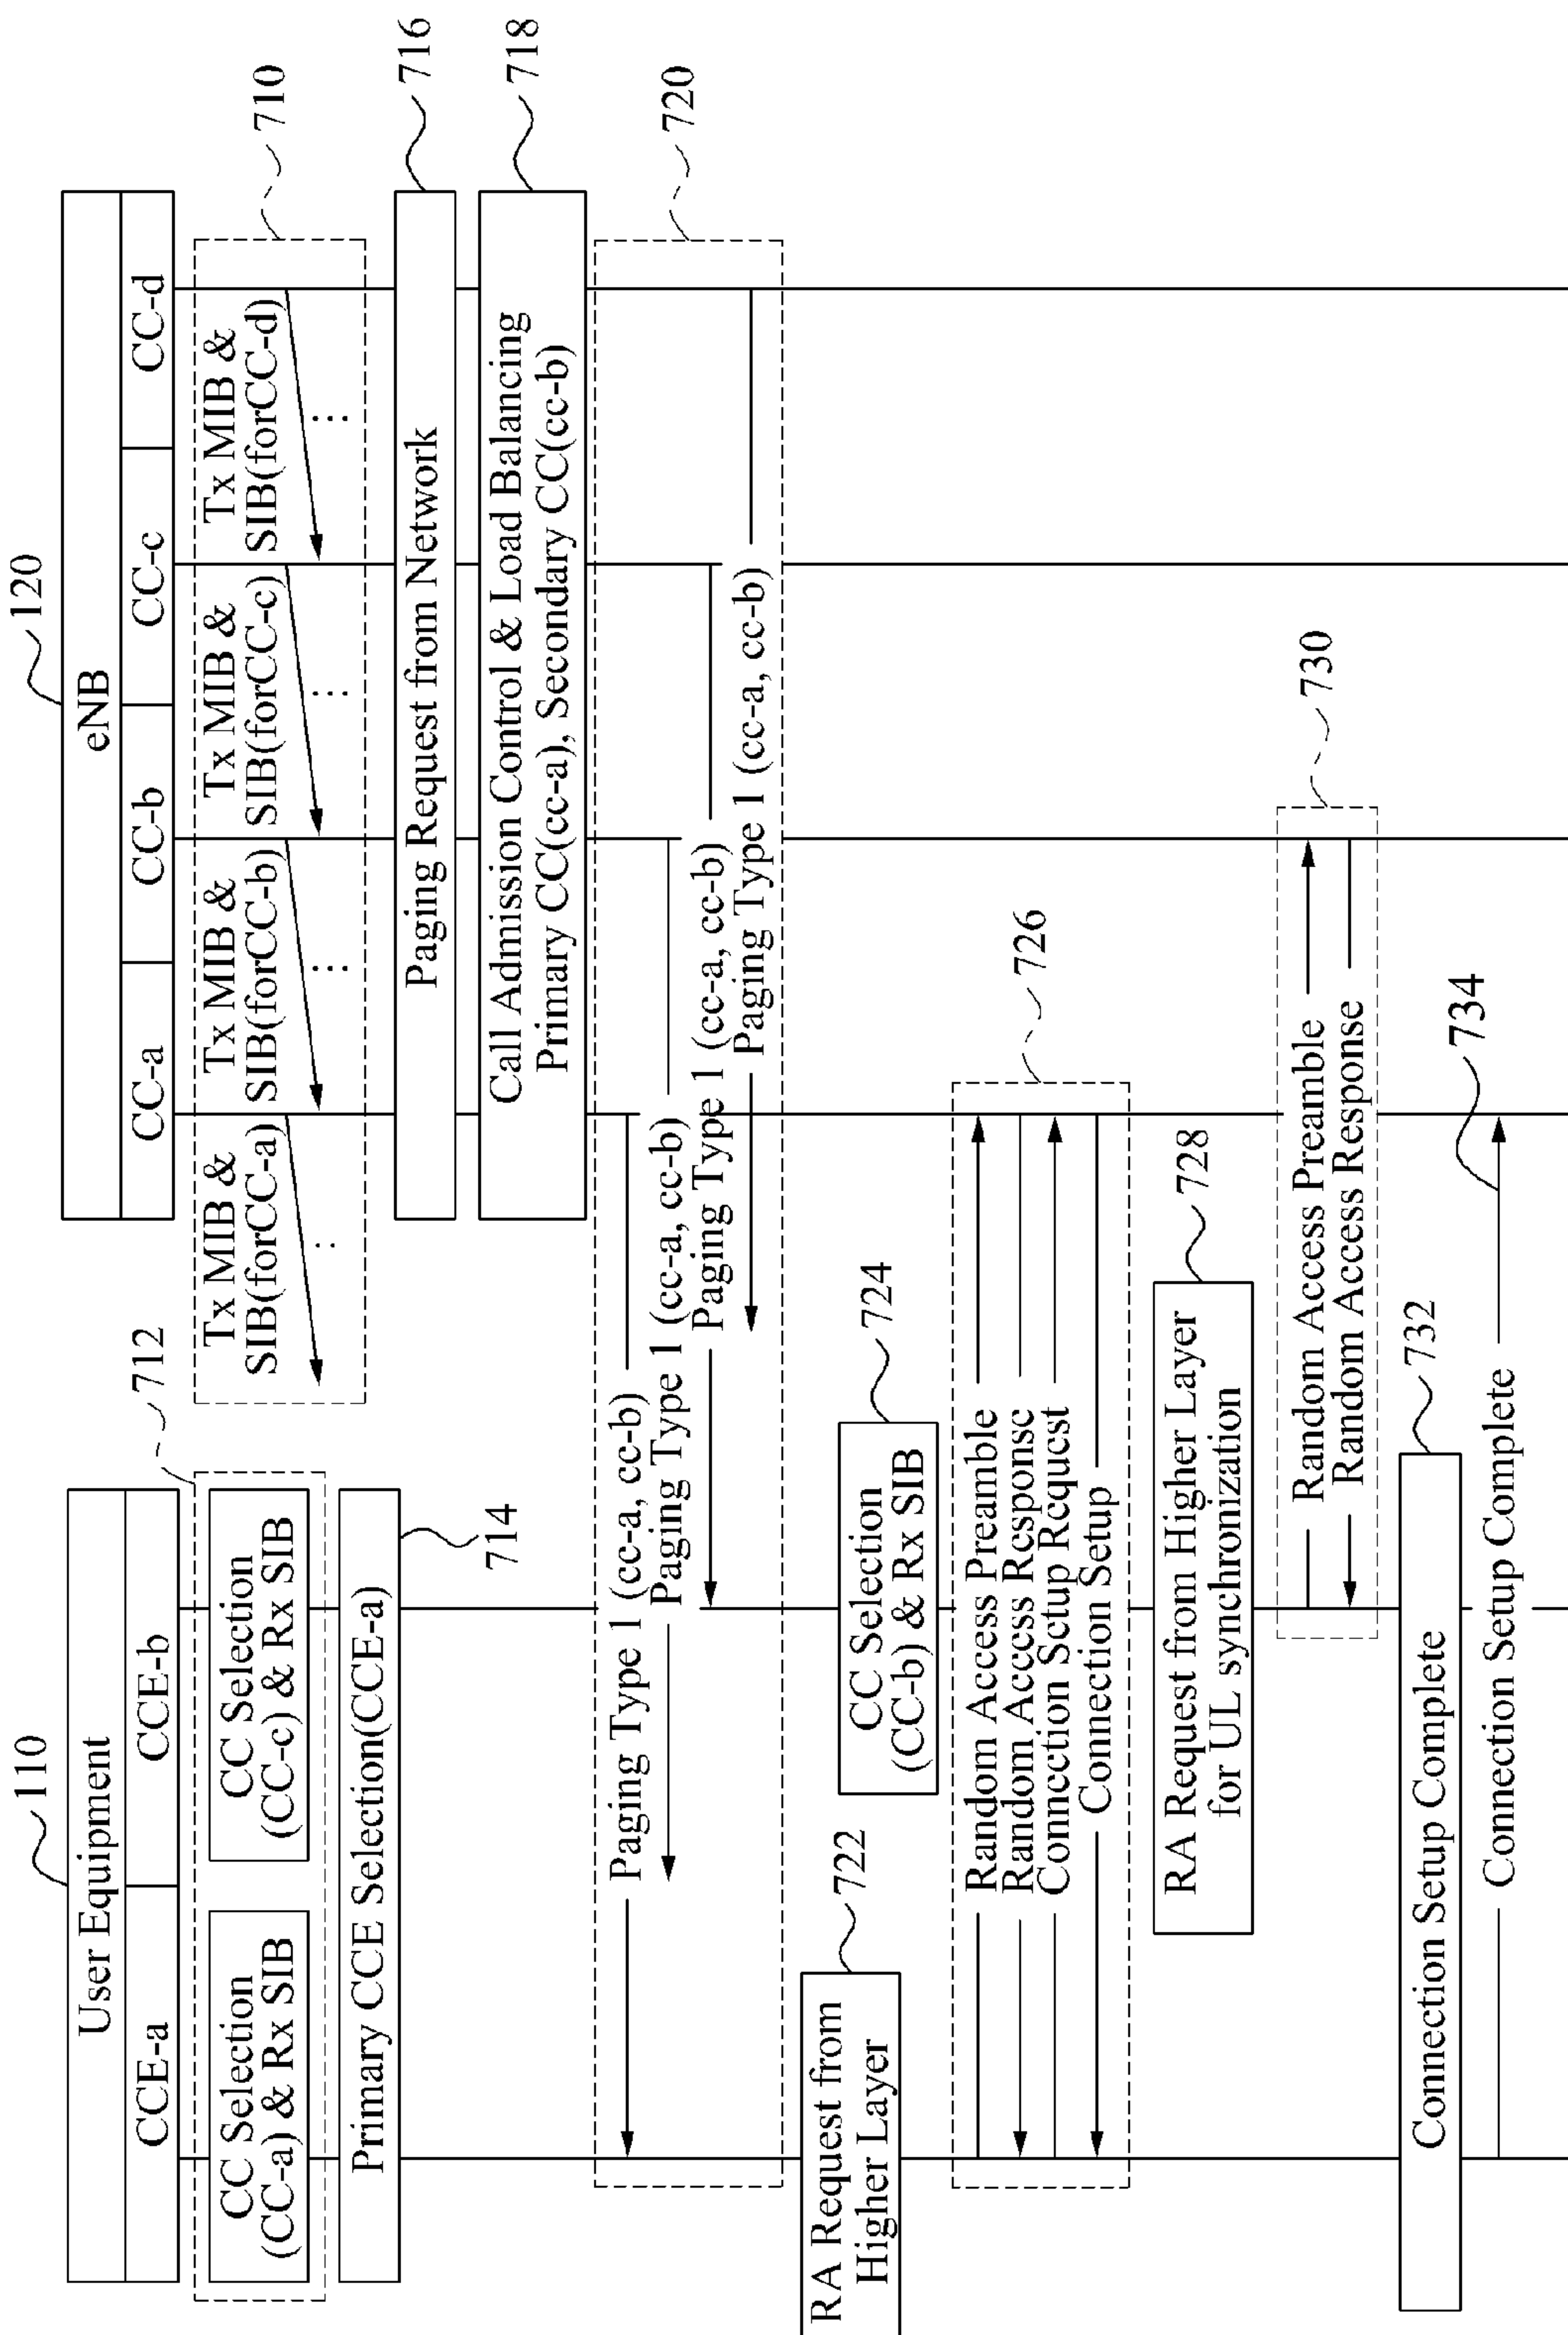 110
User Equipment
CCE-a
CCE-b
120
eNB
CC-a
CC-b
CC-c
CC-d
712
CC Selection
(CC-a) & Rx SIB
CC Selection
(CC-c) & Rx SIB
710
Tx MIB &
SIB(forCC-a)
Tx MIB &
SIB(forCC-b)
Tx MIB &
SIB(forCC-c)
Tx MIB &
SIB(forCC-d)
Primary CCE Selection(CCE-a)
714
Paging Request from Network
716
Call Admission Control & Load Balancing
Primary CC(cc-a), Secondary CC(cc-b)
718
720
Paging Type 1 (cc-a, cc-b)
Paging Type 1 (cc-a, cc-b)
Paging Type 1 (cc-a, cc-b)
Paging Type 1 (cc-a, cc-b)
RA Request from
Higher Layer
722
CC Selection
(CC-b) & Rx SIB
724
726
Random Access Preamble
Random Access Response
Connection Setup Request
Connection Setup
RA Request from Higher Layer
for UL synchronization
728
730
Random Access Preamble
Random Access Response
Connection Setup Complete
732
Connection Setup Complete
734